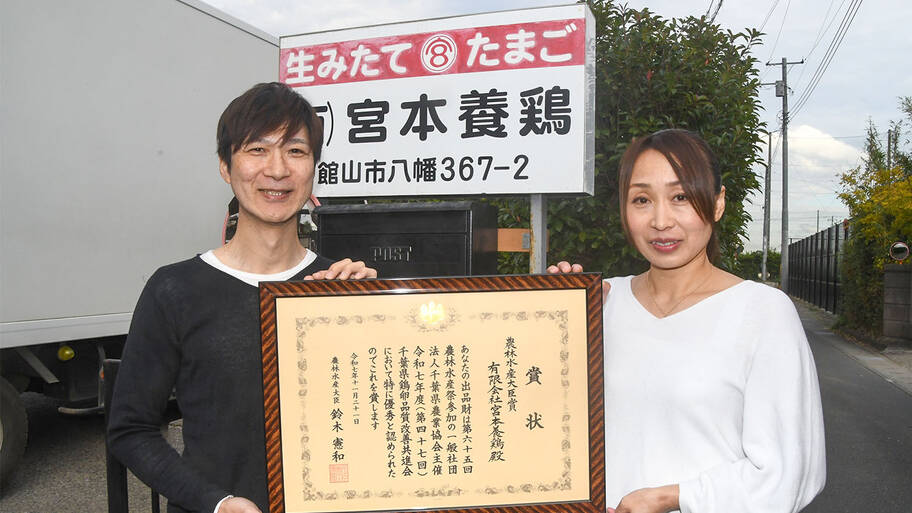 生みたて 8 たまご
宮本養鶏
館山市八幡367-2
POST
賞状
農林水産大臣賞
有限会社宮本養鶏殿
あなたの出品財は第六十五回
農林水産祭参加の一般社団
法人千葉県農業協会主催
令和七年度(第四十七回)
千葉県鶏卵品質改善共進会
において特に優秀と認められた
のでこれを賞します
令和七年十一月二十一日
農林水産大臣 鈴木憲和